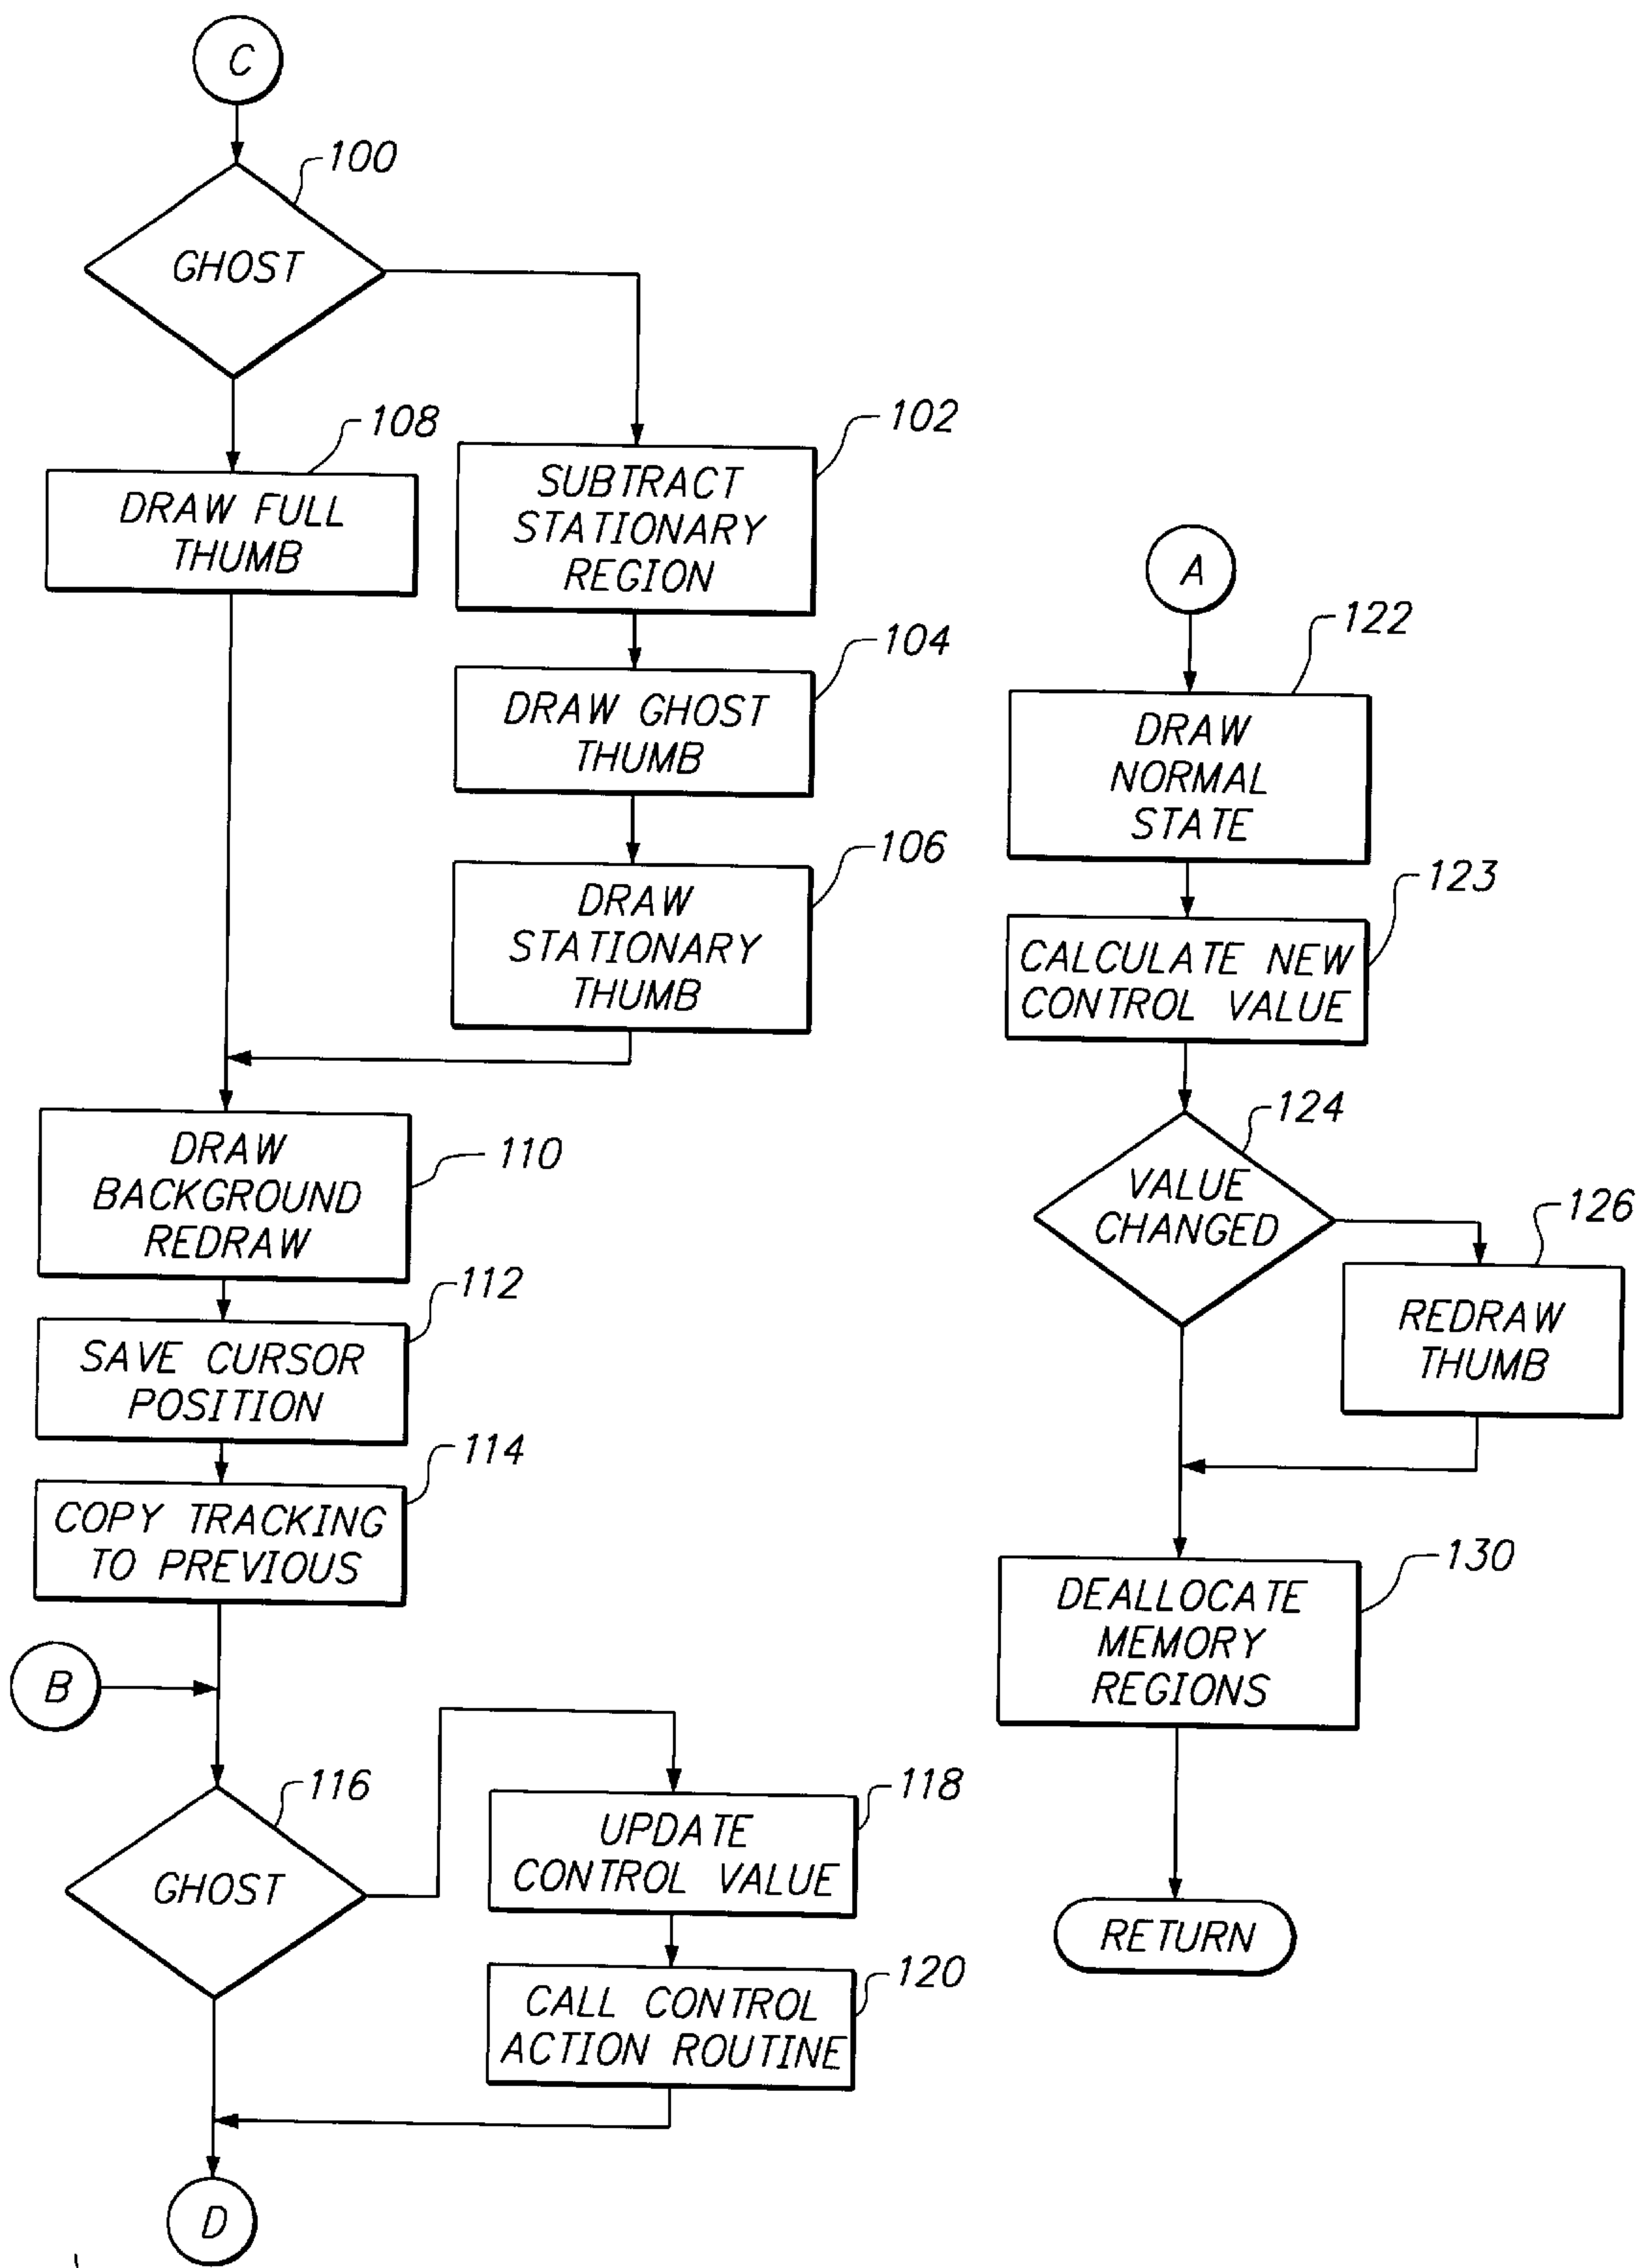 C
100
GHOST
108
DRAW FULL
THUMB
102
SUBTRACT
STATIONARY
REGION
104
DRAW GHOST
THUMB
106
DRAW
STATIONARY
THUMB
DRAW
BACKGROUND
REDRAW
110
112
SAVE CURSOR
POSITION
114
COPY TRACKING
TO PREVIOUS
B
116
GHOST
118
UPDATE
CONTROL VALUE
120
CALL CONTROL
ACTION ROUTINE
D
A
122
DRAW
NORMAL
STATE
123
CALCULATE NEW
CONTROL VALUE
124
VALUE
CHANGED
126
REDRAW
THUMB
130
DEALLOCATE
MEMORY
REGIONS
RETURN